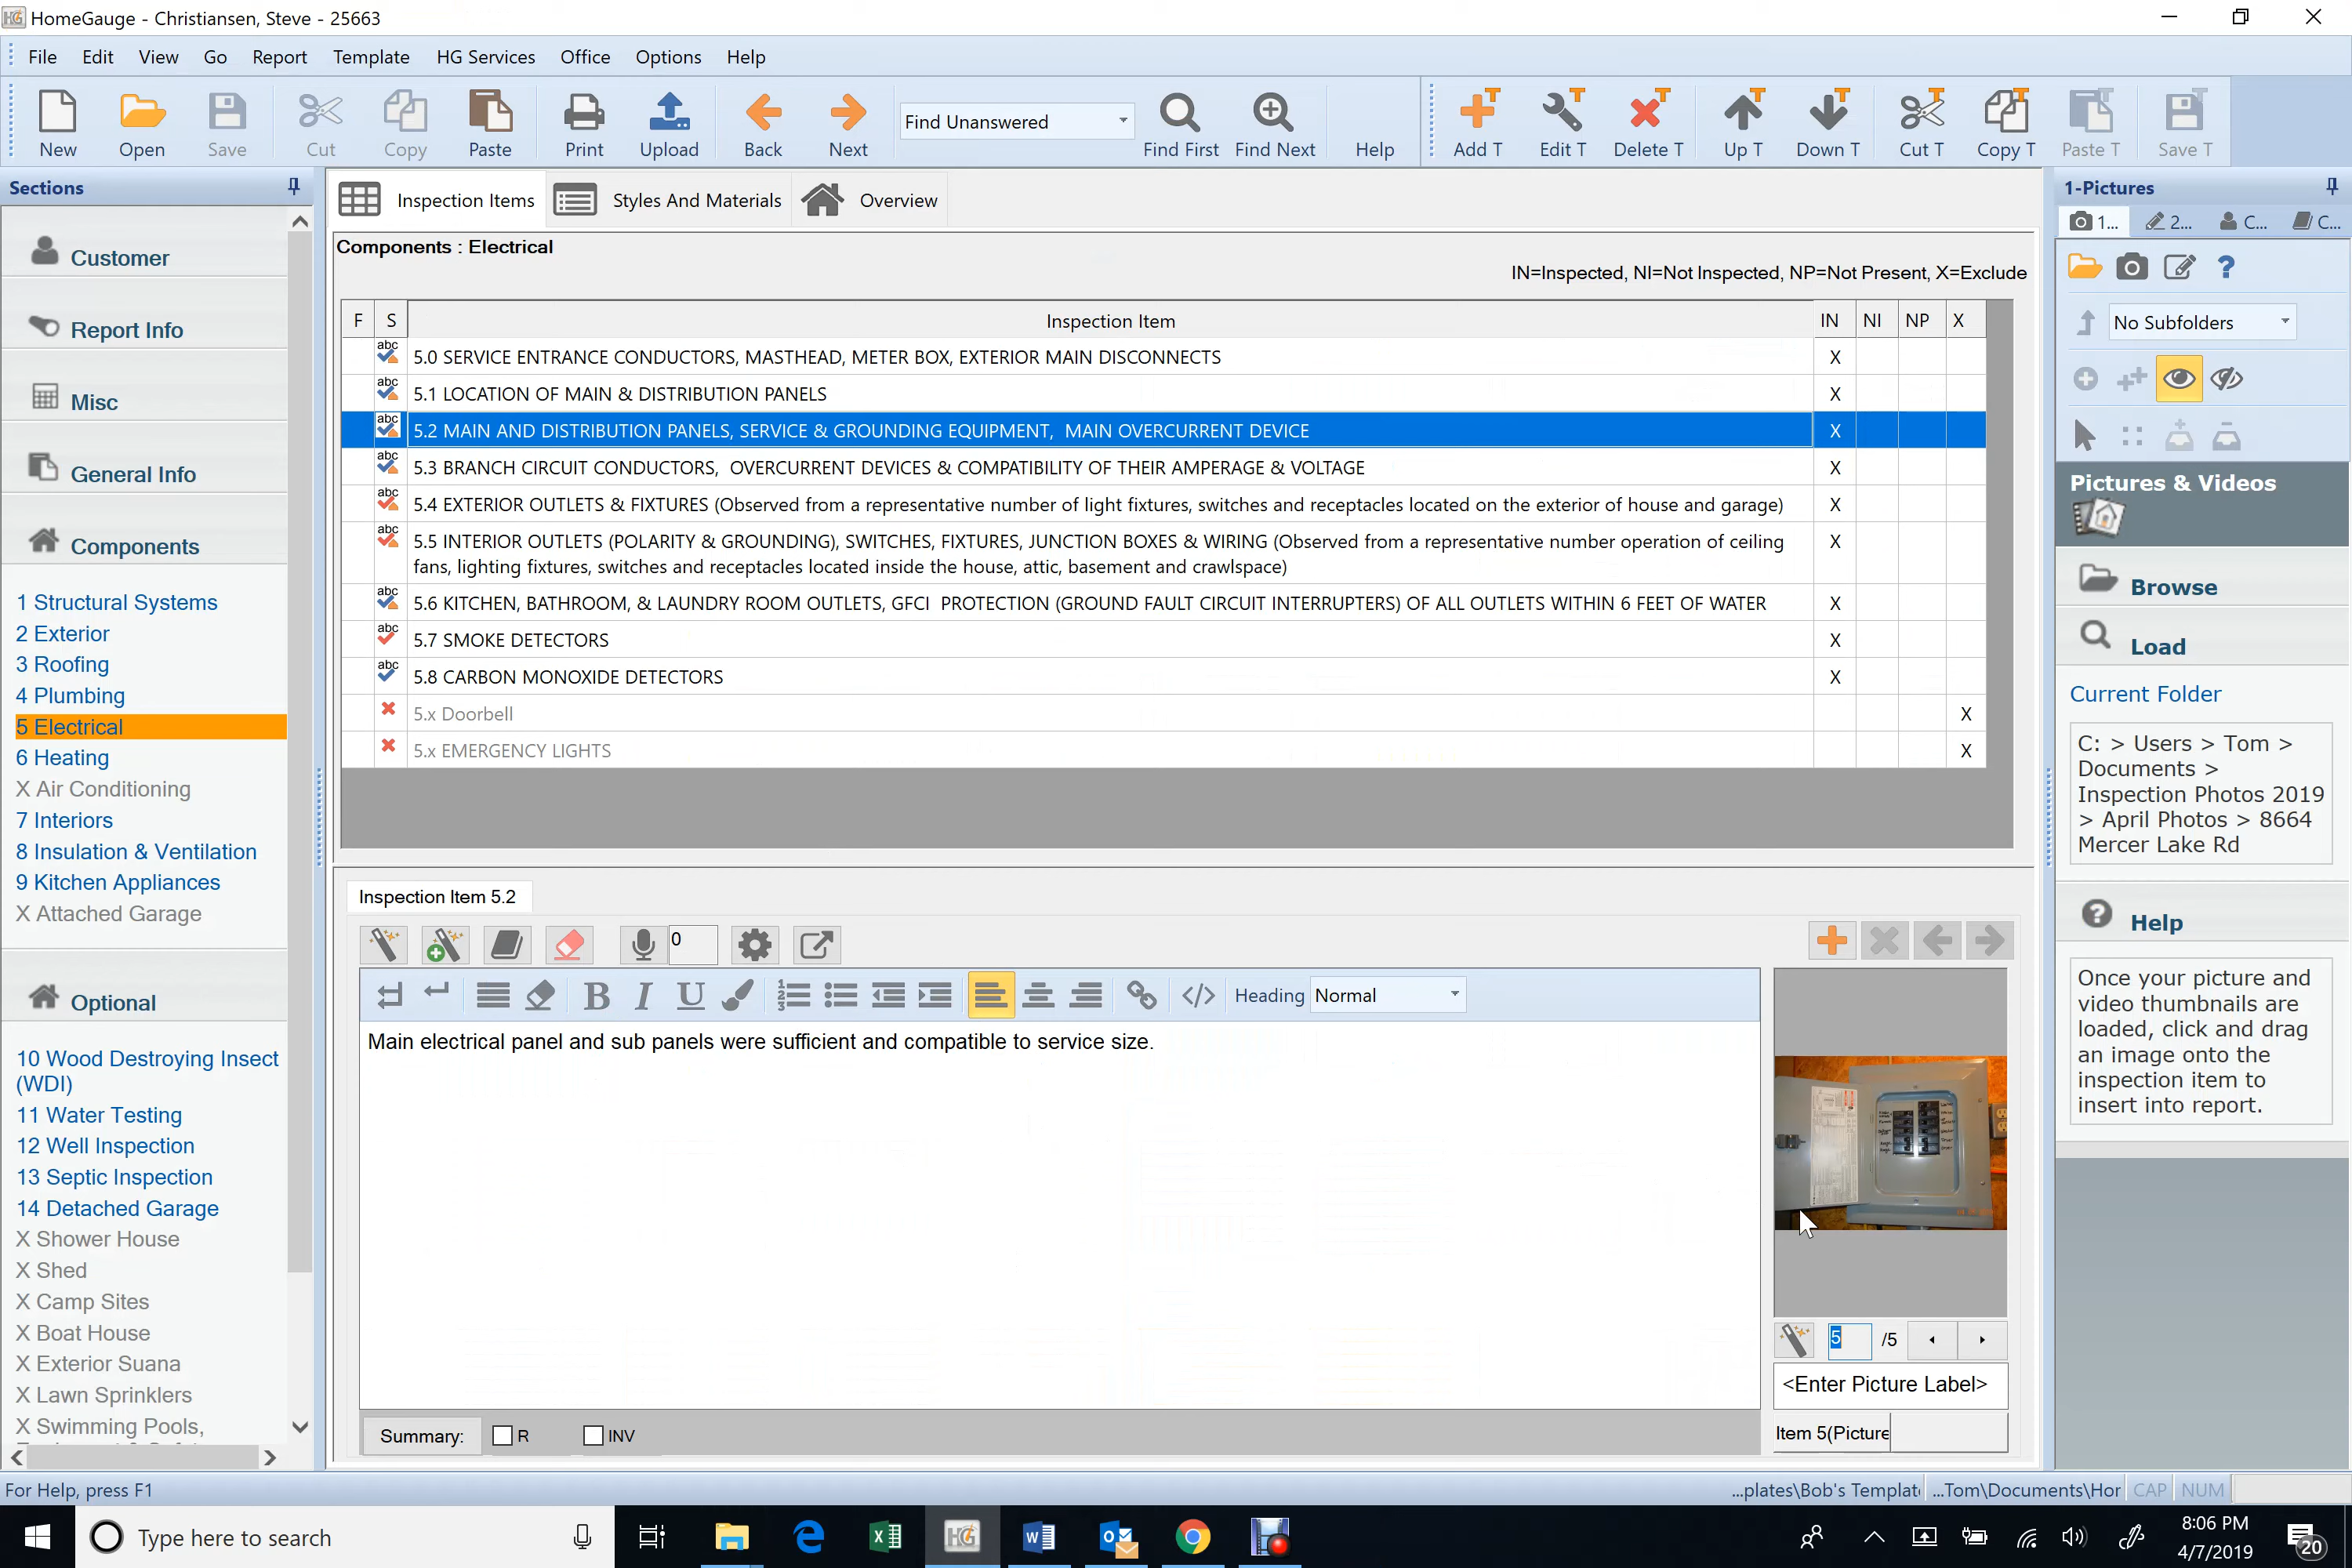 HomeGauge - Christiansen, Steve - 25663
File Edit View Go Report Template HG Services Office Options Help
New Open Save Cut Copy Paste Print Upload Back Next Find Unanswered Find First Find Next Help Add T Edit T Delete T Up T Down T Cut T Copy T Paste T Save T
Sections
Customer
Report Info
Misc
General Info
Components
1 Structural Systems
2 Exterior
3 Roofing
4 Plumbing
5 Electrical
6 Heating
X Air Conditioning
7 Interiors
8 Insulation & Ventilation
9 Kitchen Appliances
X Attached Garage
Optional
10 Wood Destroying Insect
(WDI)
11 Water Testing
12 Well Inspection
13 Septic Inspection
14 Detached Garage
X Shower House
X Shed
X Camp Sites
X Boat House
X Exterior Suana
X Lawn Sprinklers
X Swimming Pools,
Inspection Items Styles And Materials Overview
Components : Electrical
IN=Inspected, NI=Not Inspected, NP=Not Present, X=Exclude
F S Inspection Item IN NI NP X
abc 5.0 SERVICE ENTRANCE CONDUCTORS, MASTHEAD, METER BOX, EXTERIOR MAIN DISCONNECTS X
abc 5.1 LOCATION OF MAIN & DISTRIBUTION PANELS X
abc 5.2 MAIN AND DISTRIBUTION PANELS, SERVICE & GROUNDING EQUIPMENT, MAIN OVERCURRENT DEVICE X
abc 5.3 BRANCH CIRCUIT CONDUCTORS, OVERCURRENT DEVICES & COMPATIBILITY OF THEIR AMPERAGE & VOLTAGE X
abc 5.4 EXTERIOR OUTLETS & FIXTURES (Observed from a representative number of light fixtures, switches and receptacles located on the exterior of house and garage) X
abc 5.5 INTERIOR OUTLETS (POLARITY & GROUNDING), SWITCHES, FIXTURES, JUNCTION BOXES & WIRING (Observed from a representative number operation of ceiling X
fans, lighting fixtures, switches and receptacles located inside the house, attic, basement and crawlspace)
abc 5.6 KITCHEN, BATHROOM, & LAUNDRY ROOM OUTLETS, GFCI PROTECTION (GROUND FAULT CIRCUIT INTERRUPTERS) OF ALL OUTLETS WITHIN 6 FEET OF WATER X
abc 5.7 SMOKE DETECTORS X
abc 5.8 CARBON MONOXIDE DETECTORS X
5.x Doorbell X
5.x EMERGENCY LIGHTS X
Inspection Item 5.2
0
B I U Heading Normal
Main electrical panel and sub panels were sufficient and compatible to service size.
5 /5
<Enter Picture Label>
Item 5(Picture
Summary: R INV
1-Pictures
1... 2... C... C...
No Subfolders
Pictures & Videos
Browse
Load
Current Folder
C: > Users > Tom >
Documents >
Inspection Photos 2019
> April Photos > 8664
Mercer Lake Rd
Help
Once your picture and
video thumbnails are
loaded, click and drag
an image onto the
inspection item to
insert into report.
For Help, press F1
...plates\Bob's Templat ...Tom\Documents\Hor CAP NUM
Type here to search
8:06 PM
4/7/2019
20